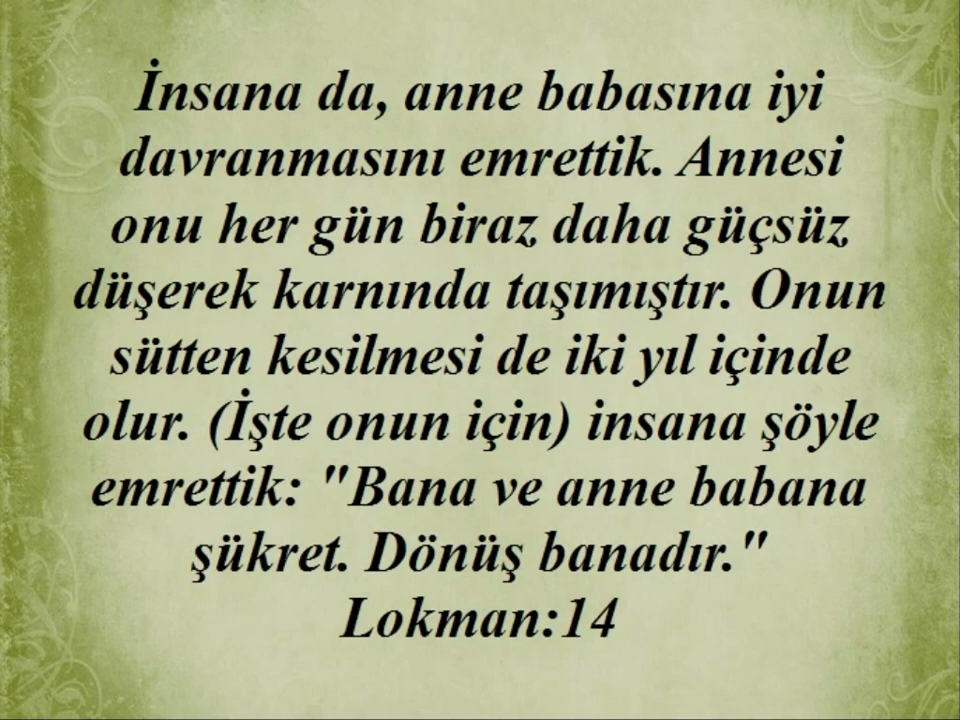 İnsana da, anne babasına iyi
davranmasını emrettik. Annesi
onu her gün biraz daha güçsüz
düşerek karnında taşımıştır. Onun
sütten kesilmesi de iki yıl içinde
olur. (İşte onun için) insana şöyle
emrettik: "Bana ve anne babana
şükret. Dönüş banadır."
Lokman:14